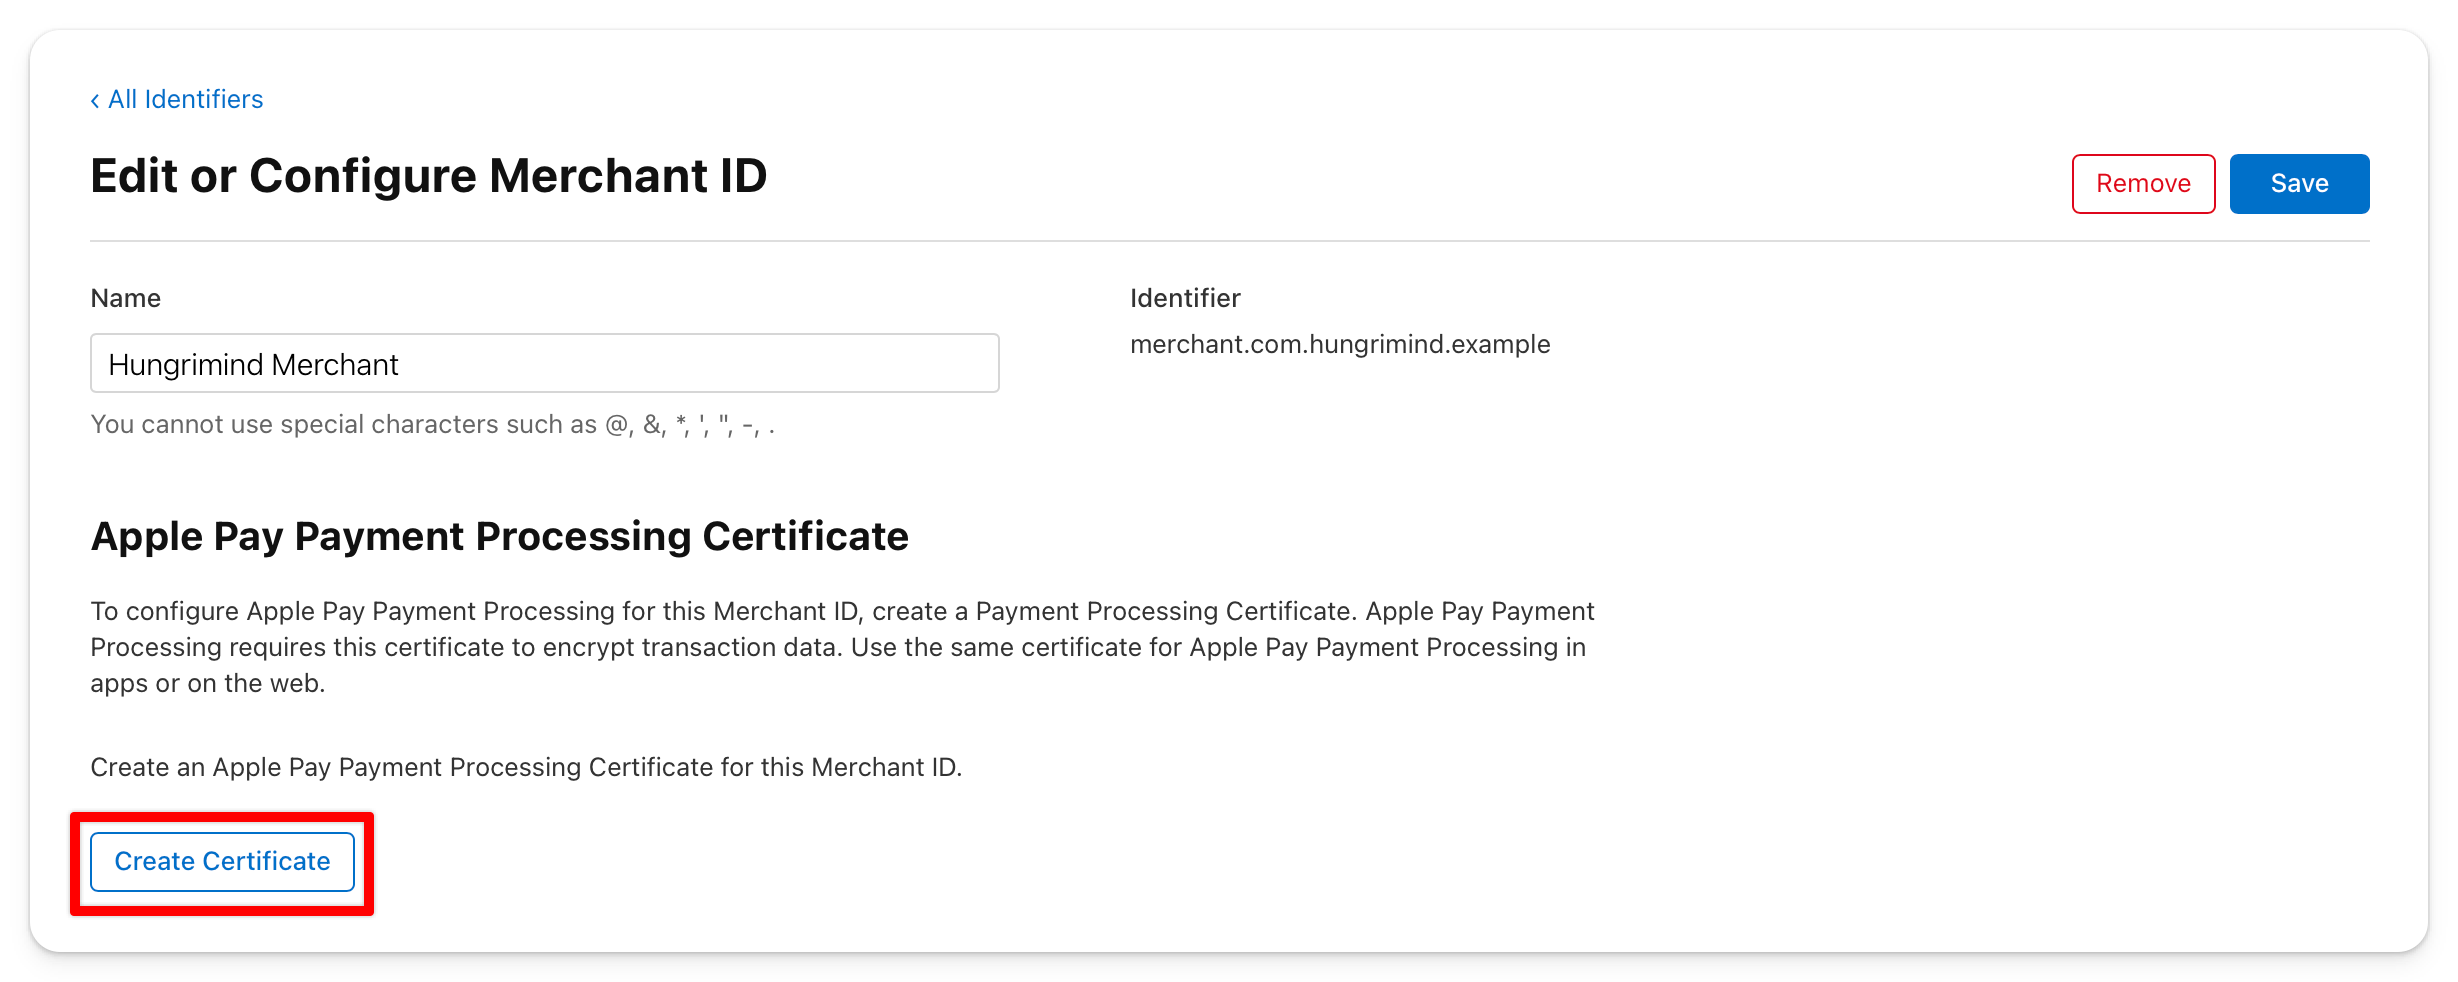 ‹ All Identifiers
Edit or Configure Merchant ID
Remove
Save
Name
Identifier
Hungrimind Merchant
merchant.com.hungrimind.example
You cannot use special characters such as @, &, *, ', ", -, .
Apple Pay Payment Processing Certificate
To configure Apple Pay Payment Processing for this Merchant ID, create a Payment Processing Certificate. Apple Pay Payment
Processing requires this certificate to encrypt transaction data. Use the same certificate for Apple Pay Payment Processing in
apps or on the web.
Create an Apple Pay Payment Processing Certificate for this Merchant ID.
Create Certificate